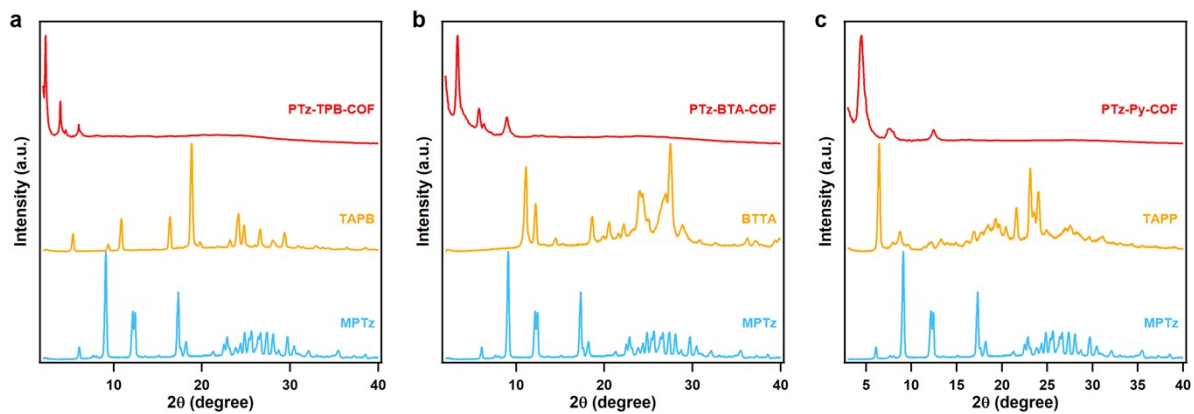 a
Intensity (a.u.)
PTz-TPB-COF
TAPB
MPTz
10 20 30 40
2θ (degree)
b
Intensity (a.u.)
PTz-BTA-COF
BTTA
MPTz
10 20 30 40
2θ (degree)
c
Intensity (a.u.)
PTz-Py-COF
TAPP
MPTz
5 10 15 20 25 30 35 40
2θ (degree)